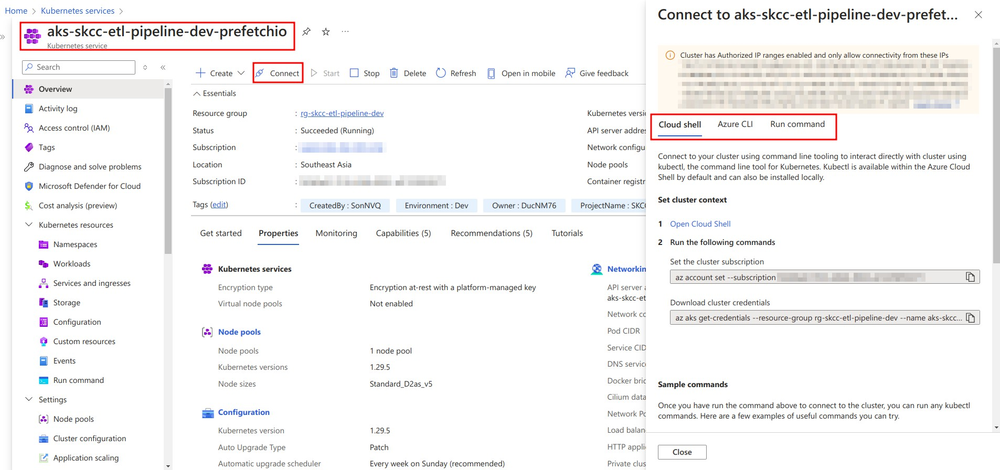 Home > Kubernetes services >
aks-skcc-etl-pipeline-dev-prefetchio
Kubernetes service
Search
Overview
Activity log
Access control (IAM)
Tags
Diagnose and solve problems
Microsoft Defender for Cloud
Cost analysis (preview)
Kubernetes resources
Namespaces
Workloads
Services and ingresses
Storage
Configuration
Custom resources
Events
Run command
Settings
Node pools
Cluster configuration
Application scaling
Create Connect Start Stop Delete Refresh Open in mobile Give feedback
Essentials
Resource group : rg-skcc-etl-pipeline-dev
Status : Succeeded (Running)
Subscription :
Location : Southeast Asia
Subscription ID :
Tags (edit) : CreatedBy : SonNVQ Environment : Dev Owner : DucNM76 ProjectName : SKC
Kubernetes versi
API server addre
Network configu
Node pools
Container registr
Get started Properties Monitoring Capabilities (5) Recommendations (5) Tutorials
Kubernetes services
Encryption type Encryption at-rest with a platform-managed key
Virtual node pools Not enabled
Node pools
Node pools 1 node pool
Kubernetes versions 1.29.5
Node sizes Standard_D2as_v5
Configuration
Kubernetes version 1.29.5
Auto Upgrade Type Patch
Automatic upgrade scheduler Every week on Sunday (recommended)
Networkin
API server a
aks-skcc-et
Network co
Pod CIDR
Service CID
DNS service
Docker bric
Cilium data
Network Po
Load balan
HTTP appli
Private clus
Connect to aks-skcc-etl-pipeline-dev-prefet...
Cluster has Authorized IP ranges enabled and only allow connectivity from these IPs
Cloud shell Azure CLI Run command
Connect to your cluster using command line tooling to interact directly with cluster using
kubectl, the command line tool for Kubernetes. Kubectl is available within the Azure Cloud
Shell by default and can also be installed locally.
Set cluster context
1 Open Cloud Shell
2 Run the following commands
Set the cluster subscription
az account set --subscription
Download cluster credentials
az aks get-credentials --resource-group rg-skcc-etl-pipeline-dev --name aks-skcc...
Sample commands
Once you have run the command above to connect to the cluster, you can run any kubectl
commands. Here are a few examples of useful commands you can try.
Close